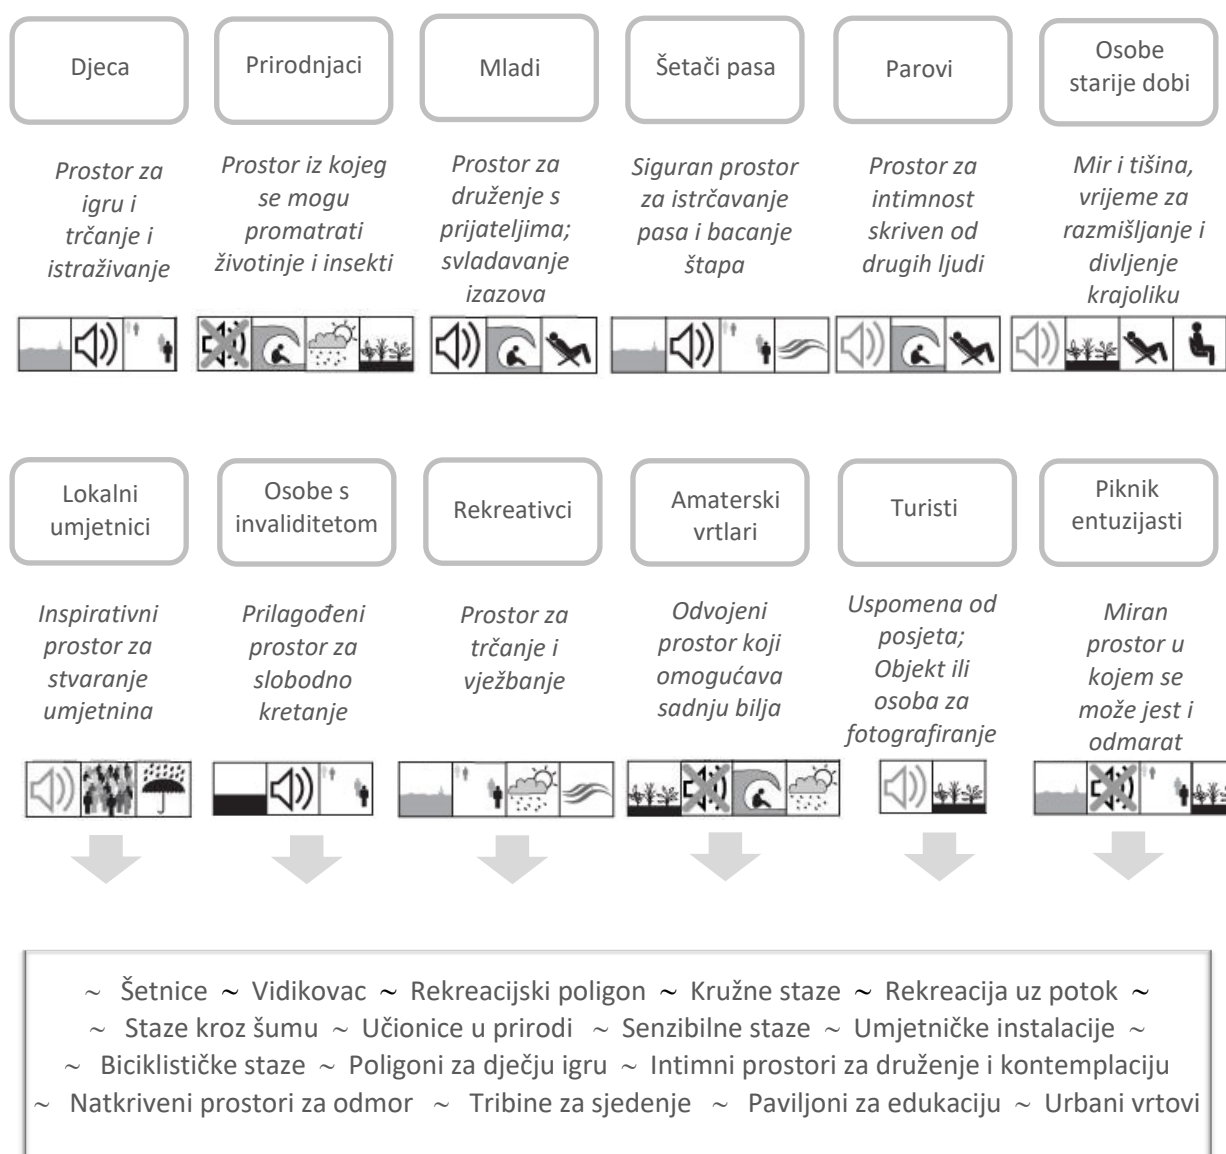 Djeca
Prirodnjaci
Mladi
Šetači pasa
Parovi
Osobe
starije dobi
Prostor za
igru i
trčanje i
istraživanje
Prostor iz kojeg
se mogu
promatrati
životinje i insekti
Prostor za
druženje s
prijateljima;
svladavanje
izazova
Siguran prostor
za istrčavanje
pasa i bacanje
štapa
Prostor za
intimnost
skriven od
drugih ljudi
Mir i tišina,
vrijeme za
razmišljanje i
divljenje
krajoliku
Lokalni
umjetnici
Osobe s
invaliditetom
Rekreativci
Amaterski
vrtlari
Turisti
Piknik
entuzijasti
Inspirativni
prostor za
stvaranje
umjetnina
Prilagođeni
prostor za
slobodno
kretanje
Prostor za
trčanje i
vježbanje
Odvojeni
prostor koji
omogućava
sadnju bilja
Uspomena od
posjeta;
Objekt ili
osoba za
fotografiranje
Miran
prostor u
kojem se
može jest i
odmarat
~ Šetnice ~ Vidikovac ~ Rekreacijski poligon ~ Kružne staze ~ Rekreacija uz potok ~
~ Staze kroz šumu ~ Učionice u prirodi ~ Senzibilne staze ~ Umjetničke instalacije ~
~ Biciklističke staze ~ Poligoni za dječju igru ~ Intimni prostori za druženje i kontemplaciju
~ Natkriveni prostori za odmor ~ Tribine za sjedenje ~ Paviljoni za edukaciju ~ Urbani vrtovi